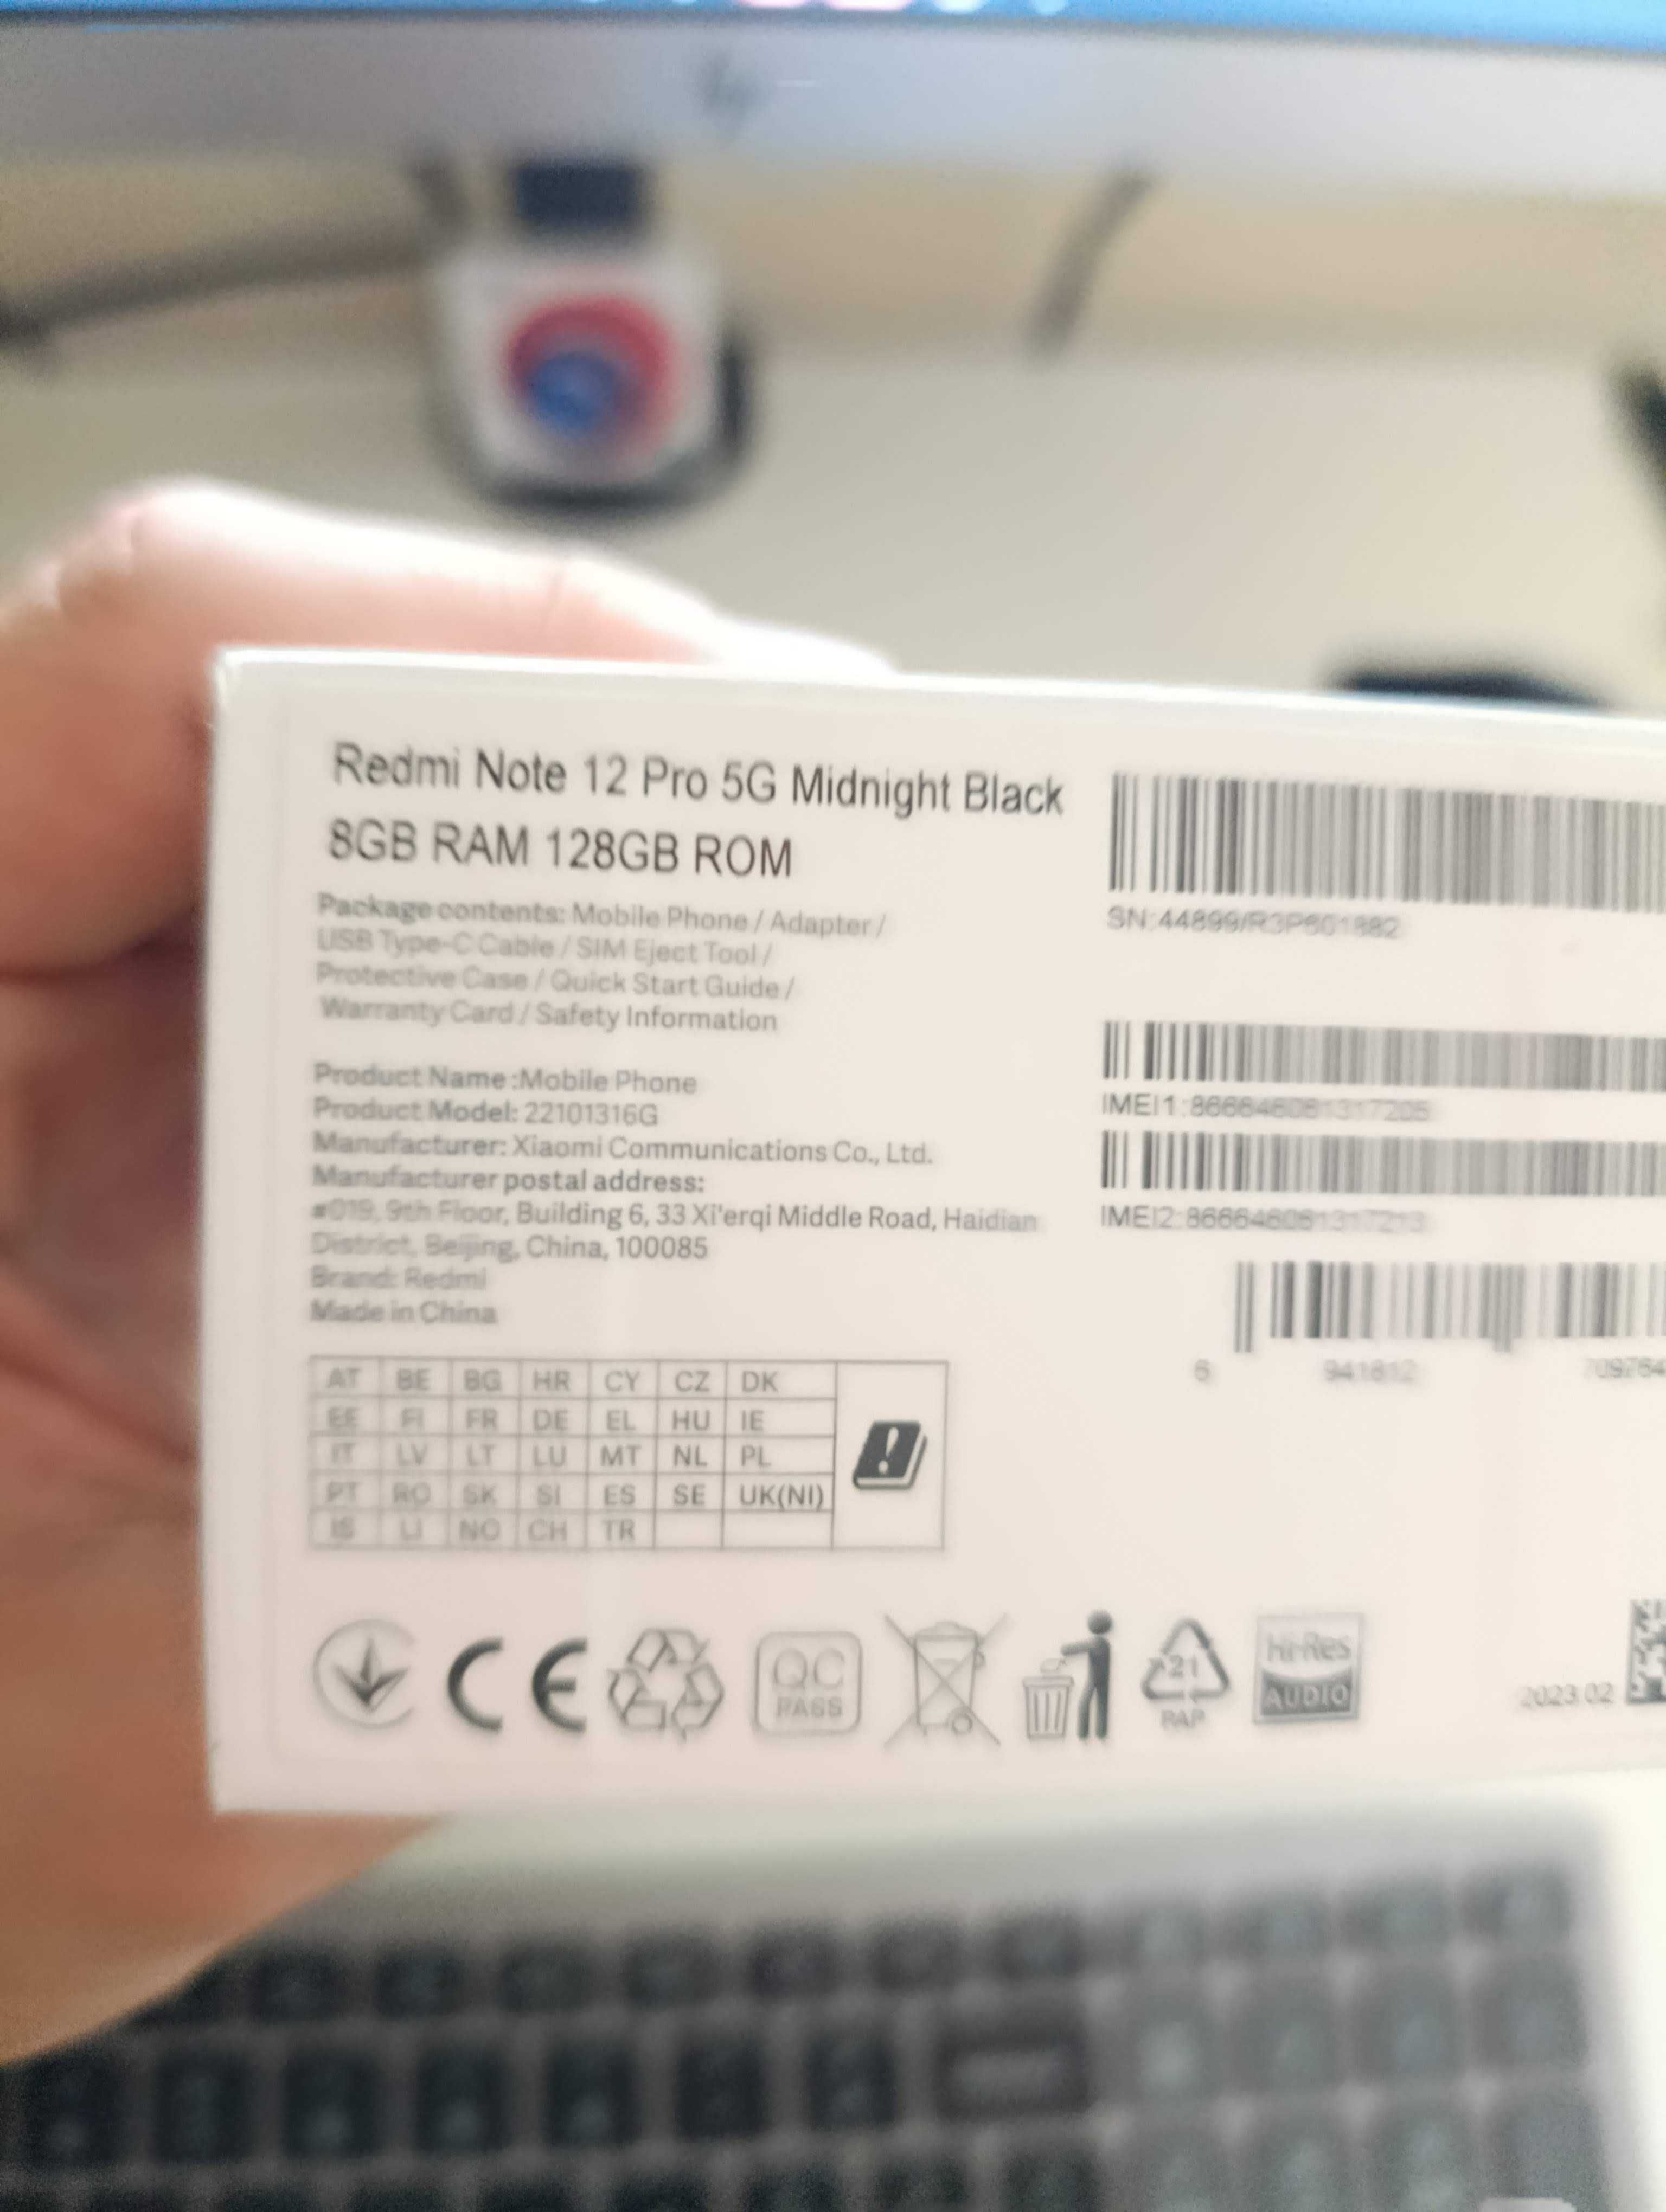 Redmi Note 12 Pro 5G Midnight Black
8GB RAM 128GB ROM
Package contents: Mobile Phone / Adapter /
USB Type-C Cable / SIM Eject Tool /
Protective Case / Quick Start Guide /
Warranty Card / Safety Information
Product Name :Mobile Phone
Product Model: 22101316G
Manufacturer: Xiaomi Communications Co., Ltd.
Manufacturer postal address:
#019, 9th Floor, Building 6, 33 Xi'erqi Middle Road, Haidian
District, Beijing, China, 100085
Brand: Redmi
Made in China
AT BE BG HR CY CZ DK
EE FI FR DE EL HU IE
IT LV LT LU MT NL PL
PT RO SK SI ES SE UK(NI)
IS LI NO CH TR
SN:
IMEI1:
IMEI2:
6 941812
CE
QC
PASS
21
PAP
Hi-Res
AUDIO
2023.02
hp